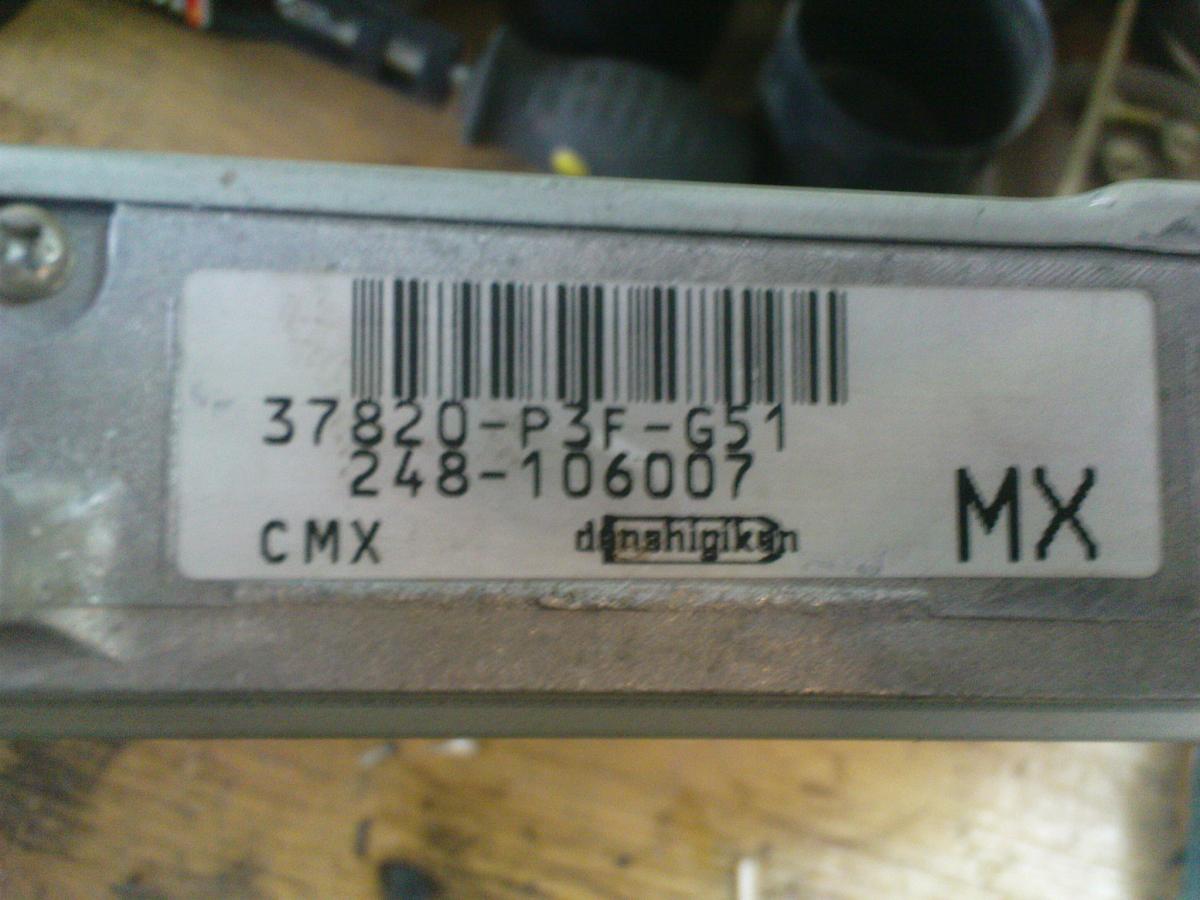 37820-P3F-G51
248-106007
CMX denshigiken MX